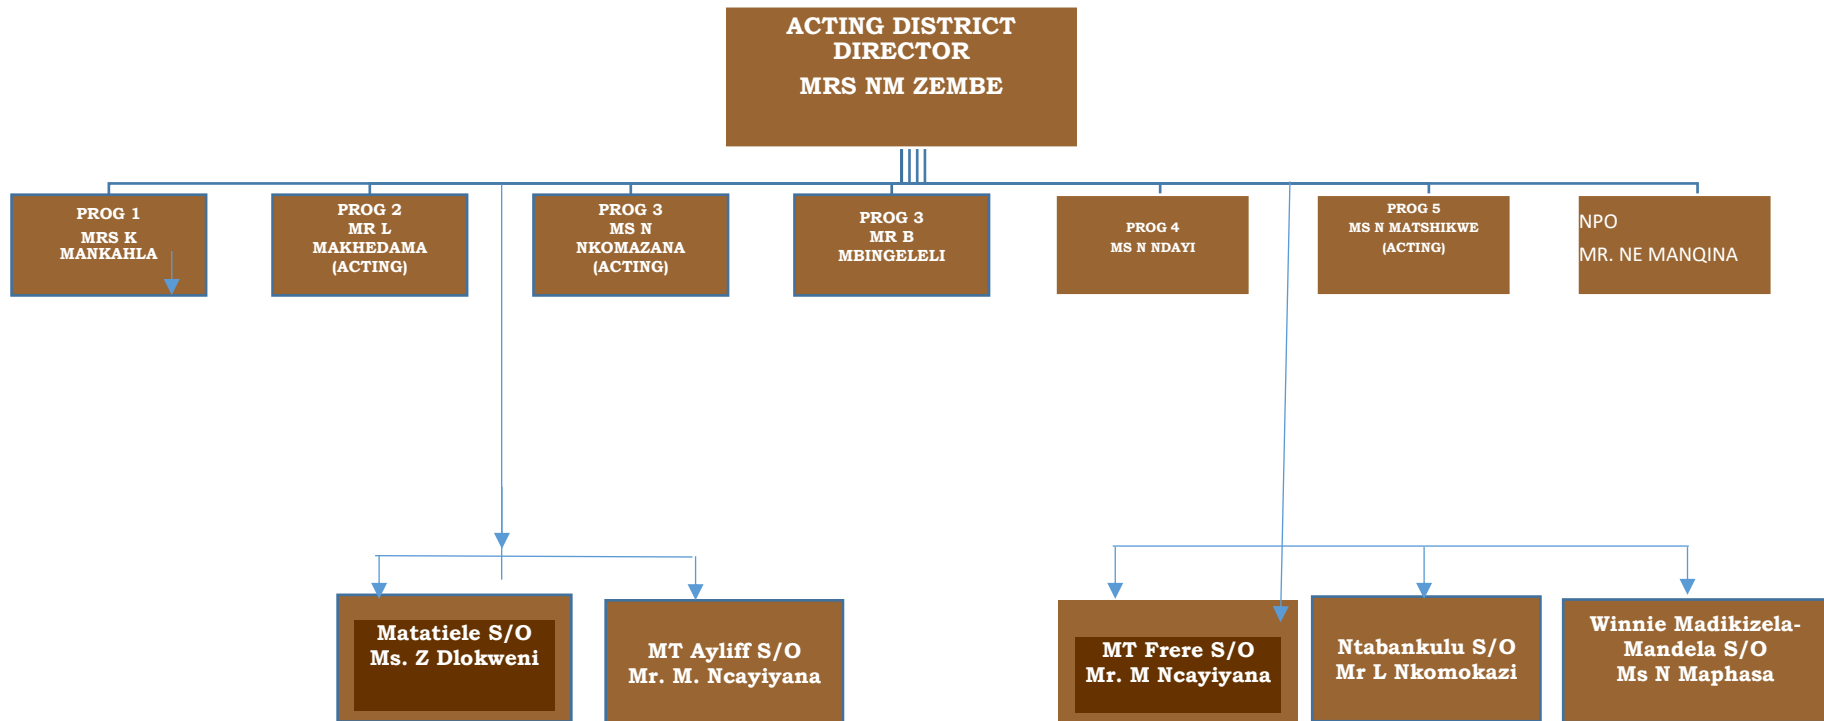 ACTING DISTRICT
DIRECTOR
MRS NM ZEMBE
PROG 1
MRS K
MANKAHLA
PROG 2
MR L
MAKHEDAMA
(ACTING)
PROG 3
MS N
NKOMAZANA
(ACTING)
PROG 3
MR B
MBINGELELI
PROG 4
MS N NDAYI
PROG 5
MS N MATSHIKWE
(ACTING)
NPO
MR. NE MANQINA
Matatiele S/O
Ms. Z Dlokweni
MT Ayliff S/O
Mr. M. Ncayiyana
MT Frere S/O
Mr. M Ncayiyana
Ntabankulu S/O
Mr L Nkomokazi
Winnie Madikizela-
Mandela S/O
Ms N Maphasa